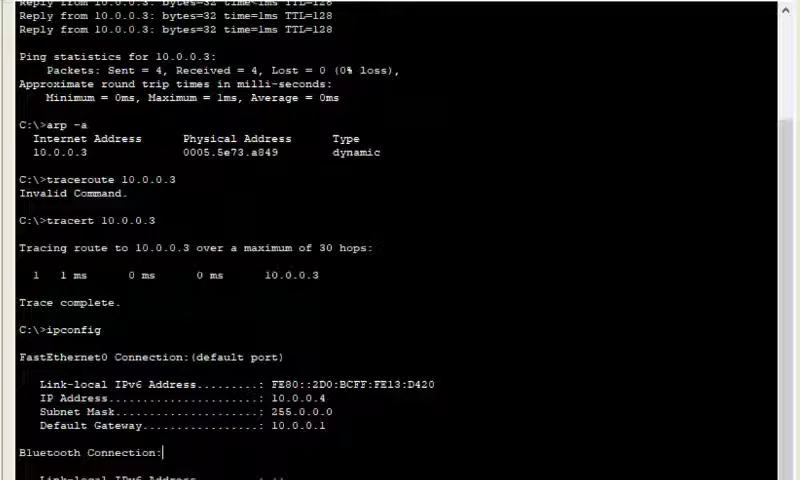 Reply from 10.0.0.3: bytes=32 time<1ms TTL=128
Reply from 10.0.0.3: bytes=32 time=1ms TTL=128
Reply from 10.0.0.3: bytes=32 time=1ms TTL=128
Ping statistics for 10.0.0.3:
Packets: Sent = 4, Received = 4, Lost = 0 (0% loss),
Approximate round trip times in milli-seconds:
Minimum = 0ms, Maximum = 1ms, Average = 0ms
C:\>arp -a
Internet Address Physical Address Type
10.0.0.3 0005.5e73.a849 dynamic
C:\>traceroute 10.0.0.3
Invalid Command.
C:\>tracert 10.0.0.3
Tracing route to 10.0.0.3 over a maximum of 30 hops:
1 1 ms 0 ms 0 ms 10.0.0.3
Trace complete.
C:\>ipconfig
FastEthernet0 Connection:(default port)
Link-local IPv6 Address.........: FE80::2D0:BCFF:FE13:D420
IP Address......................: 10.0.0.4
Subnet Mask.....................: 255.0.0.0
Default Gateway.................: 10.0.0.1
Bluetooth Connection:
Link-local IPv6 Address.........: ::